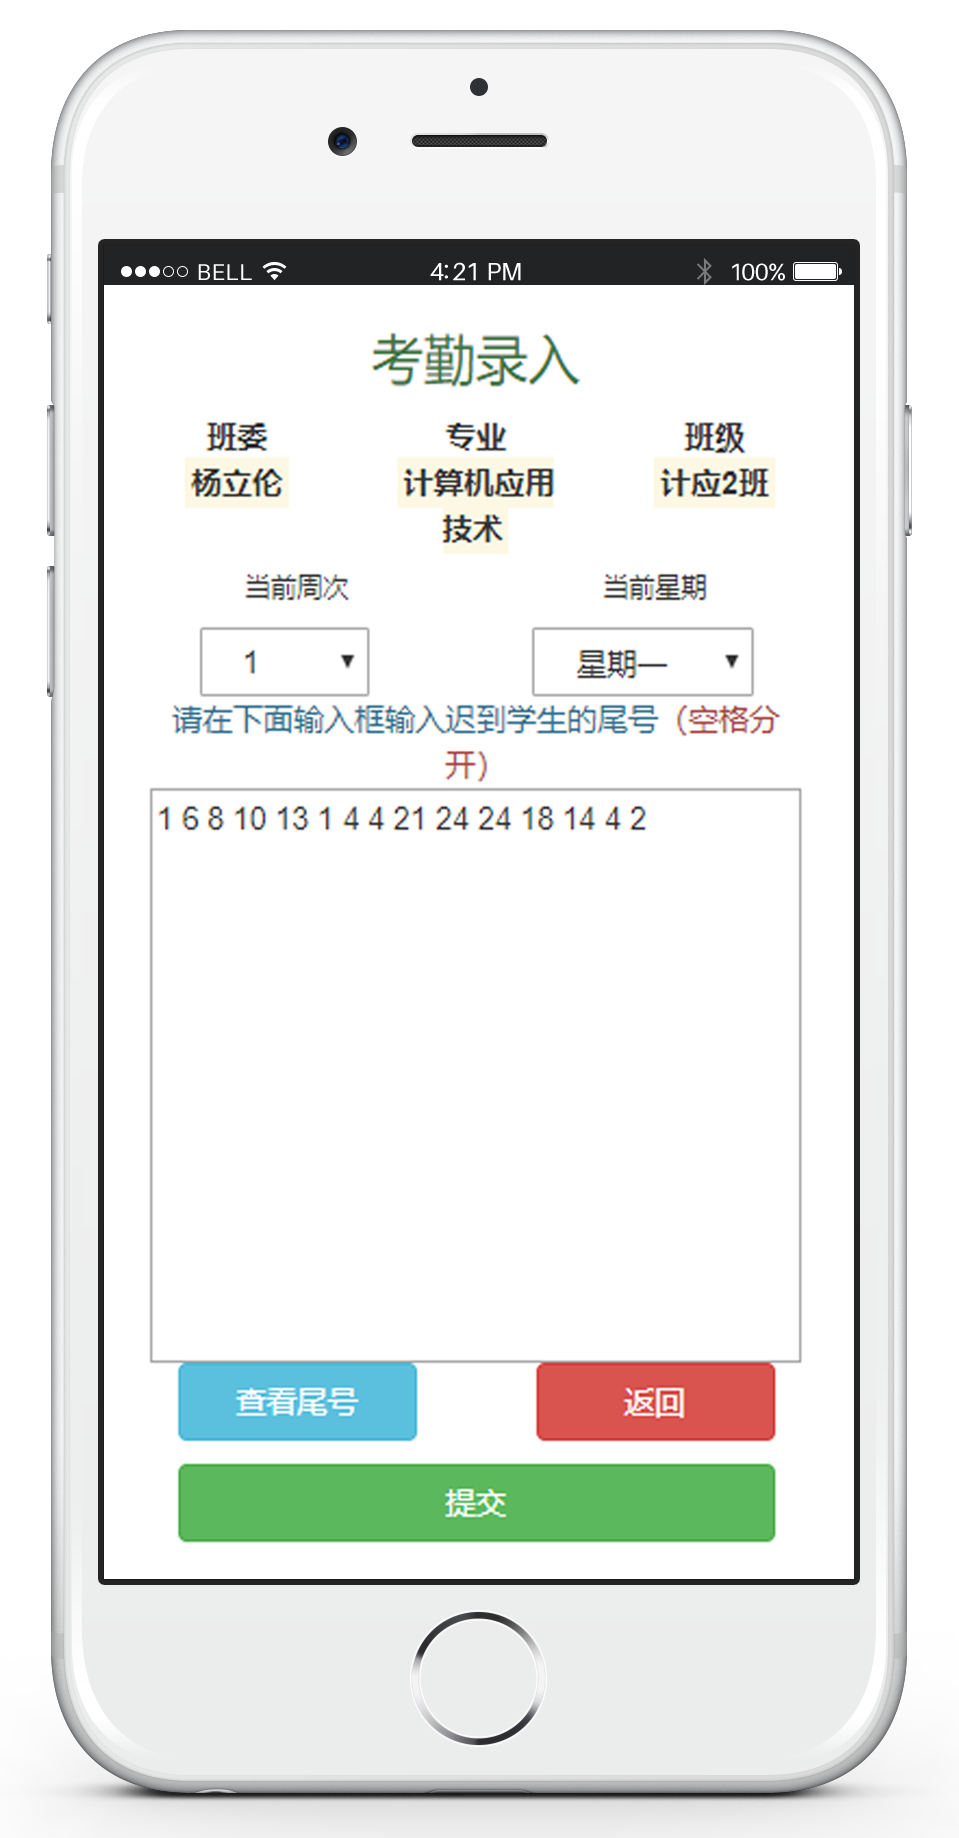 BELL 4:21 PM 100%
考勤录入
班委 专业 班级
杨立伦 计算机应用 计应2班
技术
当前周次 当前星期
1 星期一
请在下面输入框输入迟到学生的尾号（空格分
开）
1 6 8 10 13 1 4 4 21 24 24 18 14 4 2
查看尾号 返回
提交